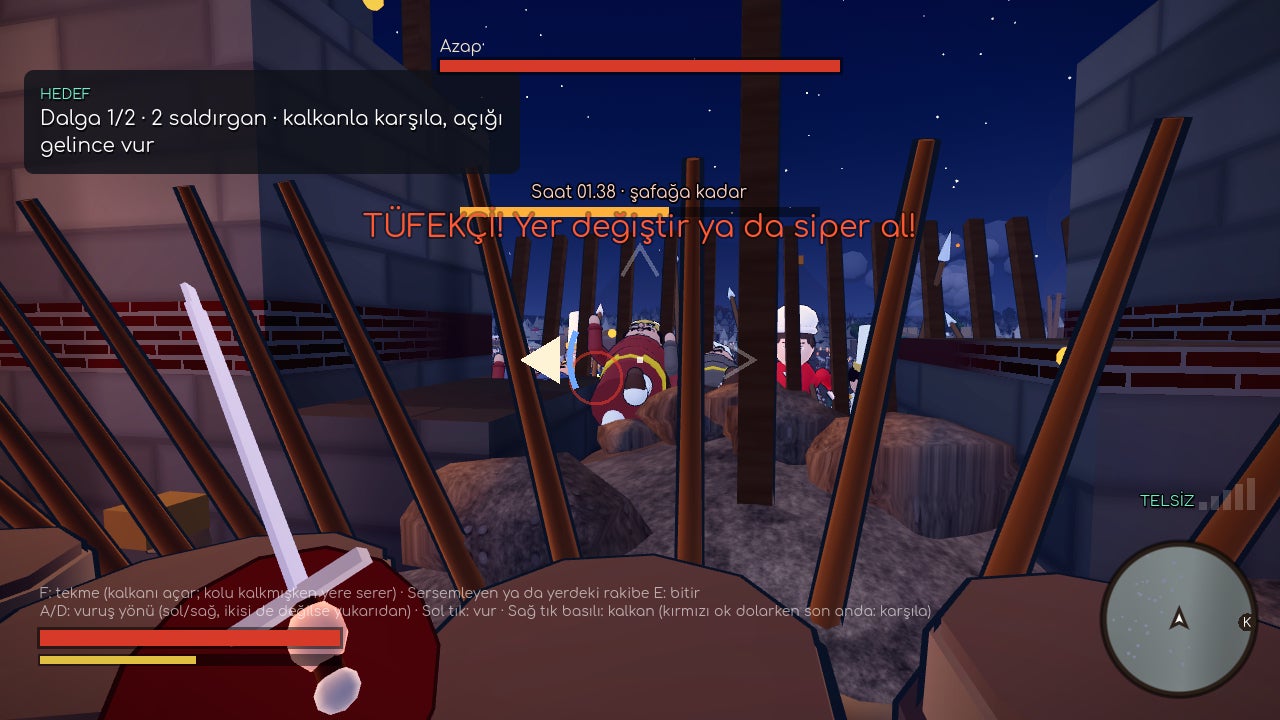 Azap
HEDEF
Dalga 1/2 · 2 saldırgan · kalkanla karşıla, açığı
gelince vur
Saat 01.38 · şafağa kadar
TÜFEKÇİ! Yer değiştir ya da siper al!
TELSİZ
F: tekme (kalkanı açar; kolu kalkmışken yere serer) · Sersemleyen ya da yerdeki rakibe E: bitir
A/D: vuruş yönü (sol/sağ, ikisi de değilse yukarıdan) · Sol tık: vur · Sağ tık basılı: kalkan (kırmızı ok dolarken son anda: karşıla)
K